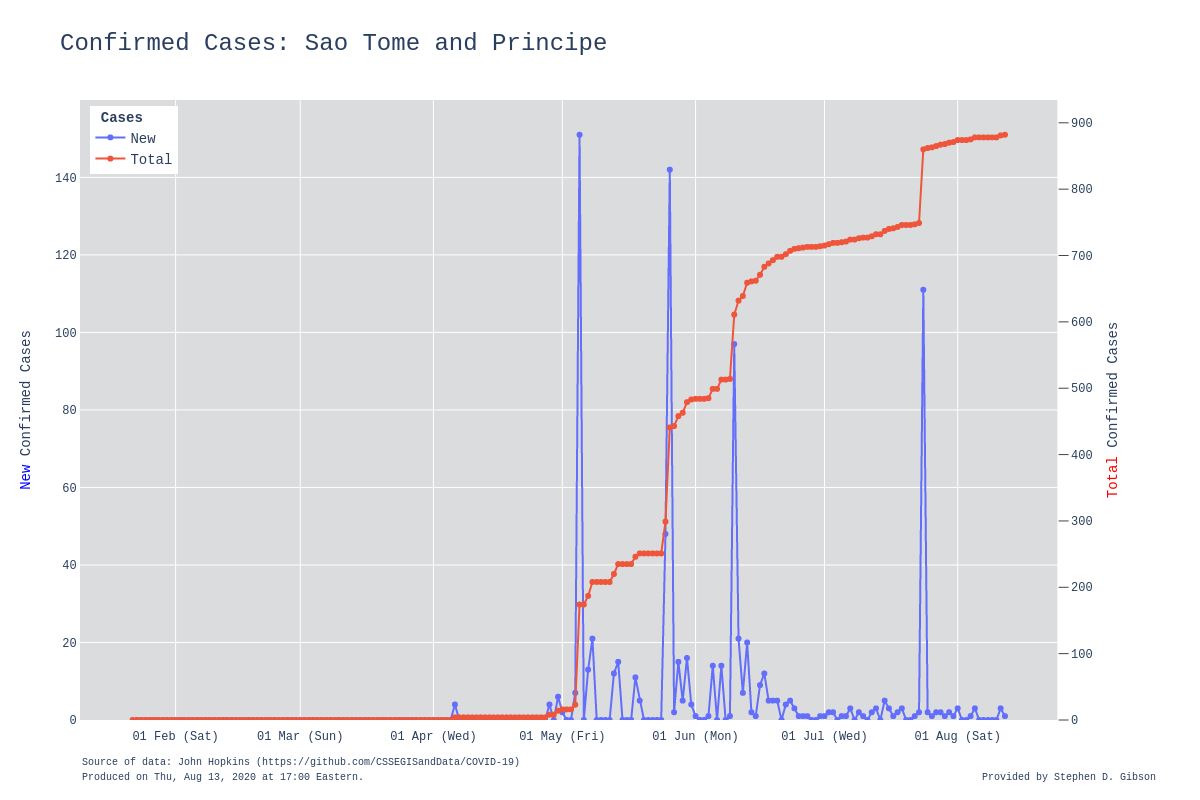 Confirmed Cases: Sao Tome and Principe
Cases
New
Total
140
120
100
80
60
40
20
0
900
800
700
600
500
400
300
200
100
0
New Confirmed Cases
Total Confirmed Cases
01 Feb (Sat)
01 Mar (Sun)
01 Apr (Wed)
01 May (Fri)
01 Jun (Mon)
01 Jul (Wed)
01 Aug (Sat)
Source of data: John Hopkins (https://github.com/CSSEGISandData/COVID-19)
Produced on Thu, Aug 13, 2020 at 17:00 Eastern.
Provided by Stephen D. Gibson